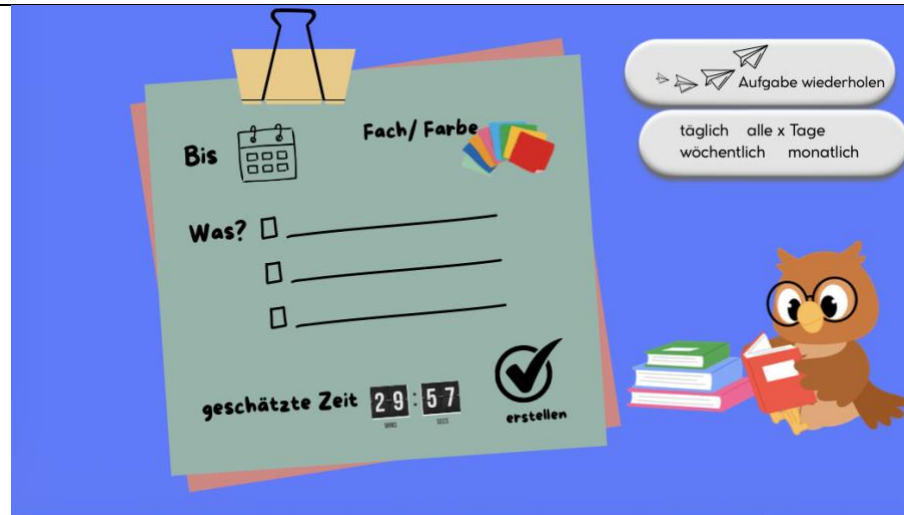 Aufgabe wiederholen
täglich alle x Tage
wöchentlich monatlich
Bis
Fach/ Farbe
Was?
geschätzte Zeit 29:57
erstellen